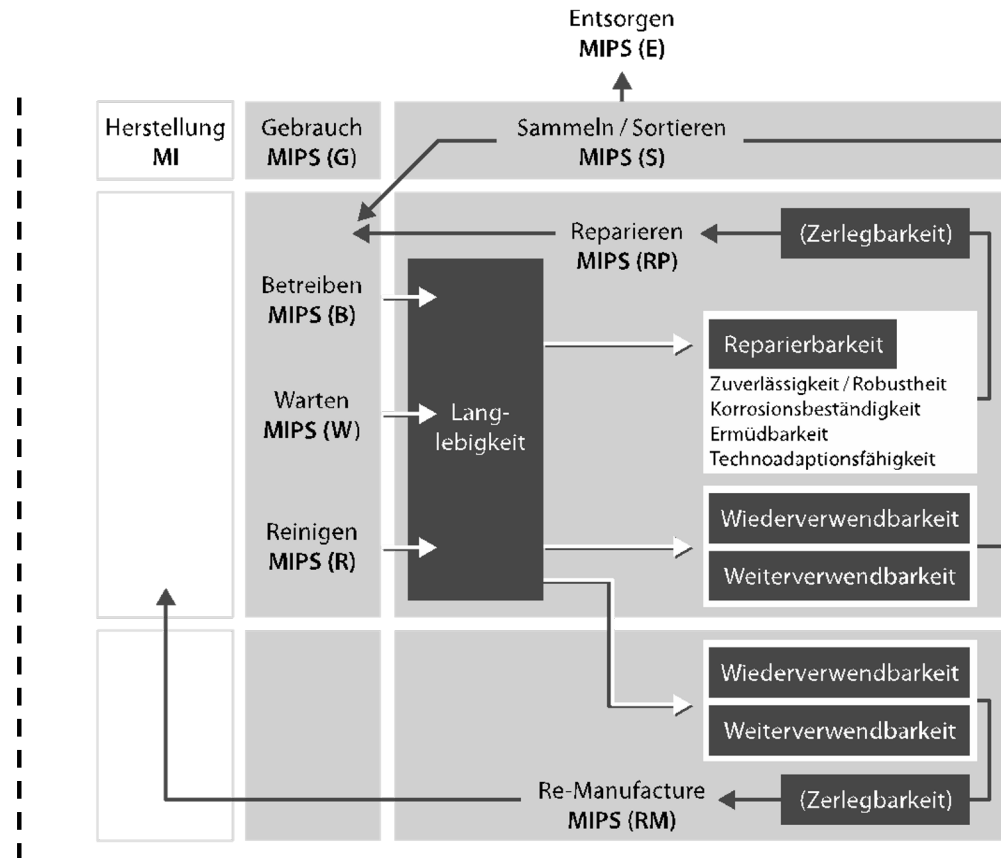 Entsorgen
MIPS (E)
Herstellung
MI
Gebrauch
MIPS (G)
Sammeln / Sortieren
MIPS (S)
Reparieren
MIPS (RP)
(Zerlegbarkeit)
Betreiben
MIPS (B)
Warten
MIPS (W)
Reinigen
MIPS (R)
Lang-
lebigkeit
Reparierbarkeit
Zuverlässigkeit / Robustheit
Korrosionsbeständigkeit
Ermüdbarkeit
Technoadaptionsfähigkeit
Wiederverwendbarkeit
Weiterverwendbarkeit
Wiederverwendbarkeit
Weiterverwendbarkeit
Re-Manufacture
MIPS (RM)
(Zerlegbarkeit)